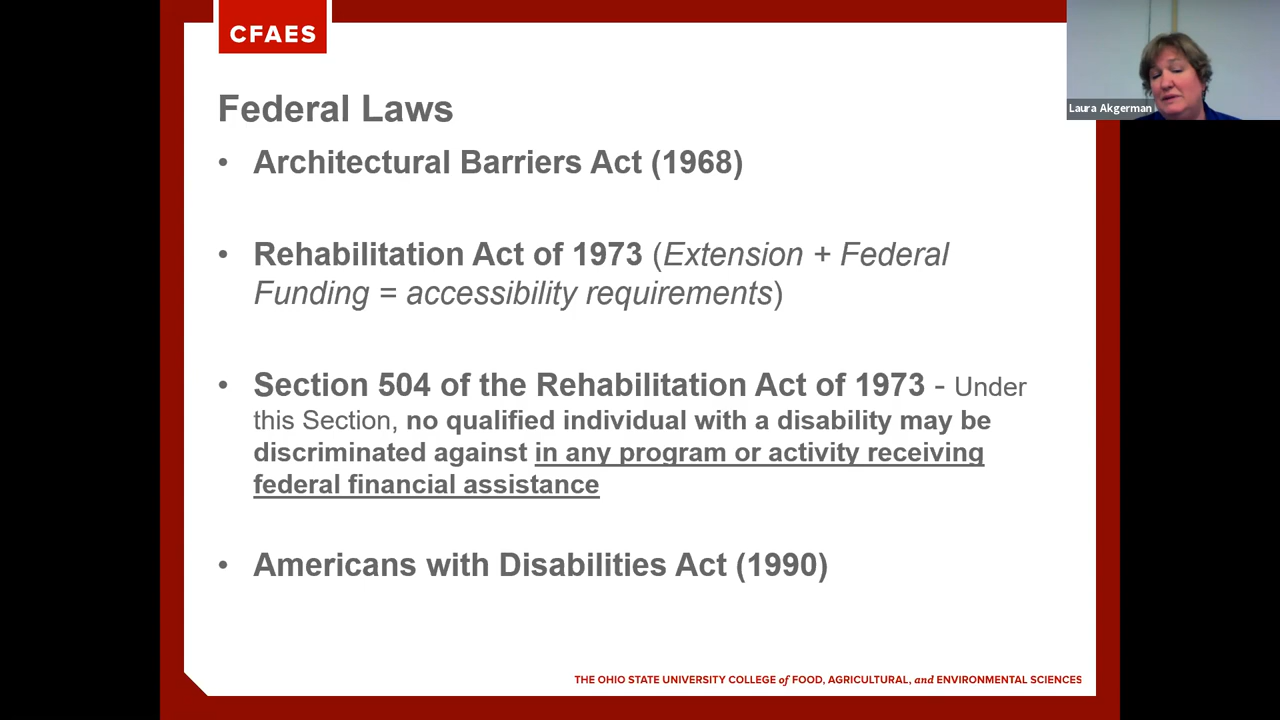 CFAES
Laura Akgerman
Federal Laws
• Architectural Barriers Act (1968)
• Rehabilitation Act of 1973 (Extension + Federal
Funding = accessibility requirements)
• Section 504 of the Rehabilitation Act of 1973 - Under
this Section, no qualified individual with a disability may be
discriminated against in any program or activity receiving
federal financial assistance
• Americans with Disabilities Act (1990)
THE OHIO STATE UNIVERSITY COLLEGE of FOOD, AGRICULTURAL, and ENVIRONMENTAL SCIENCES